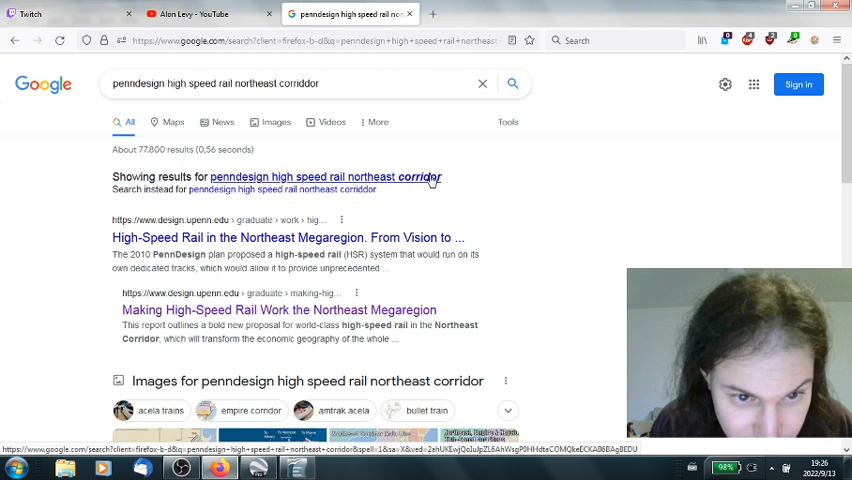 Twitch
Alon Levy - YouTube
penndesign high speed rail non
https://www.google.com/search?client=firefox-b-d&q=penndesign+high+speed+rail+northeast
Search
0
4
2
Google
penndesign high speed rail northeast corriddor
Sign in
All
Maps
News
Images
Videos
More
Tools
About 77.800 results (0,56 seconds)
Showing results for penndesign high speed rail northeast corridor
Search instead for penndesign high speed rail northeast corriddor
https://www.design.upenn.edu › graduate › work › hig...
High-Speed Rail in the Northeast Megaregion. From Vision to ...
The 2010 PennDesign plan proposed a high-speed rail (HSR) system that would run on its
own dedicated tracks, which would allow it to provide unprecedented ...
https://www.design.upenn.edu › graduate › making-hig...
Making High-Speed Rail Work the Northeast Megaregion
This report outlines a bold new proposal for world-class high-speed rail in the Northeast
Corridor, which will transform the economic geography of the whole ...
Images for penndesign high speed rail northeast corridor
acela trains
empire corridor
amtrak acela
bullet train
98%
19:26
2022/9/13